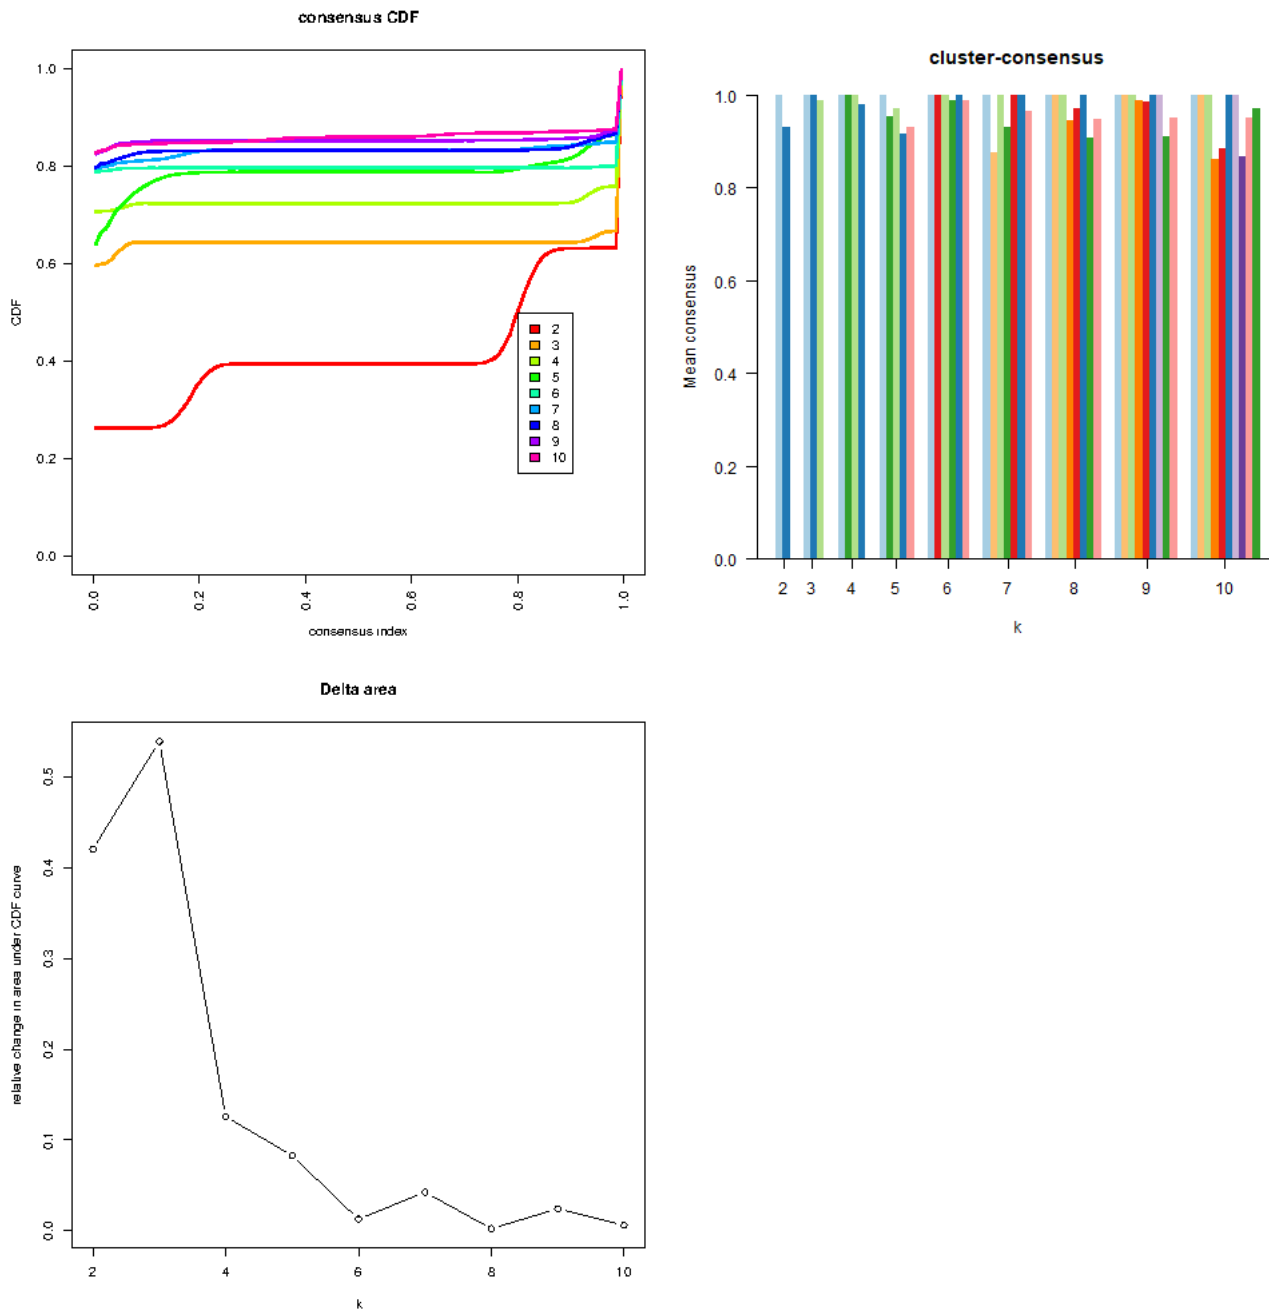 consensus CDF
CDF
1.0
0.8
0.6
0.4
0.2
0.0
2
3
4
5
6
7
8
9
10
0.0 0.2 0.4 0.6 0.8 1.0
consensus index
cluster-consensus
Mean consensus
1.0
0.8
0.6
0.4
0.2
0.0
2 3 4 5 6 7 8 9 10
k
Delta area
relative change in area under CDF curve
0.5
0.4
0.3
0.2
0.1
0.0
2 4 6 8 10
k